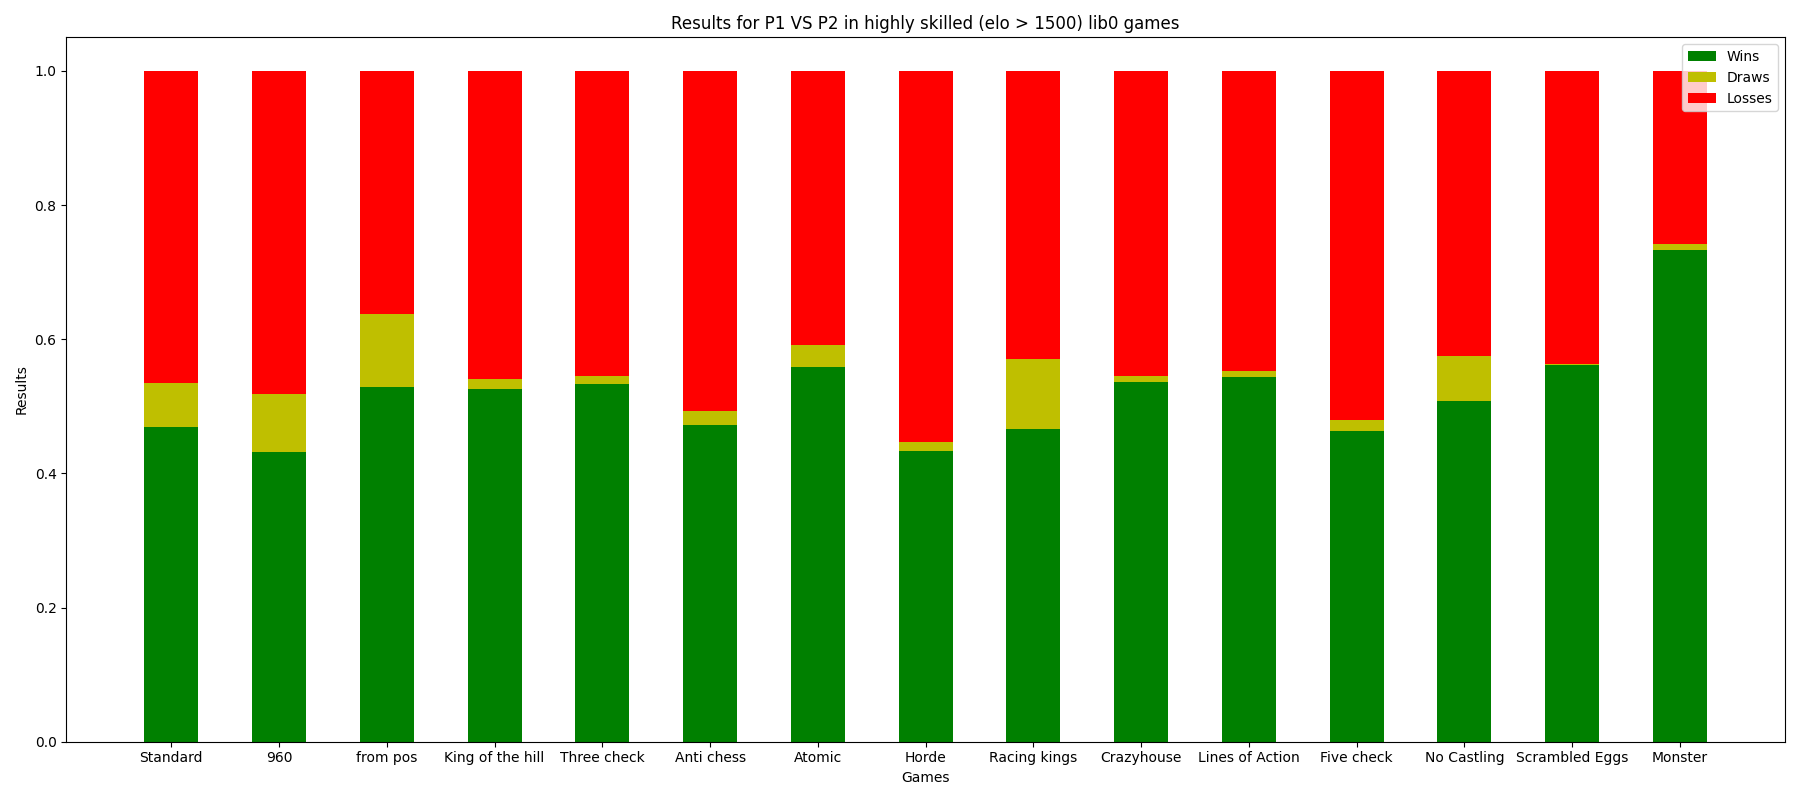 Results for P1 VS P2 in highly skilled (elo > 1500) lib0 games
Wins
Draws
Losses
1.0
0.8
0.6
0.4
0.2
0.0
Results
Standard 960 from pos King of the hill Three check Anti chess Atomic Horde Racing kings Crazyhouse Lines of Action Five check No Castling Scrambled Eggs Monster
Games